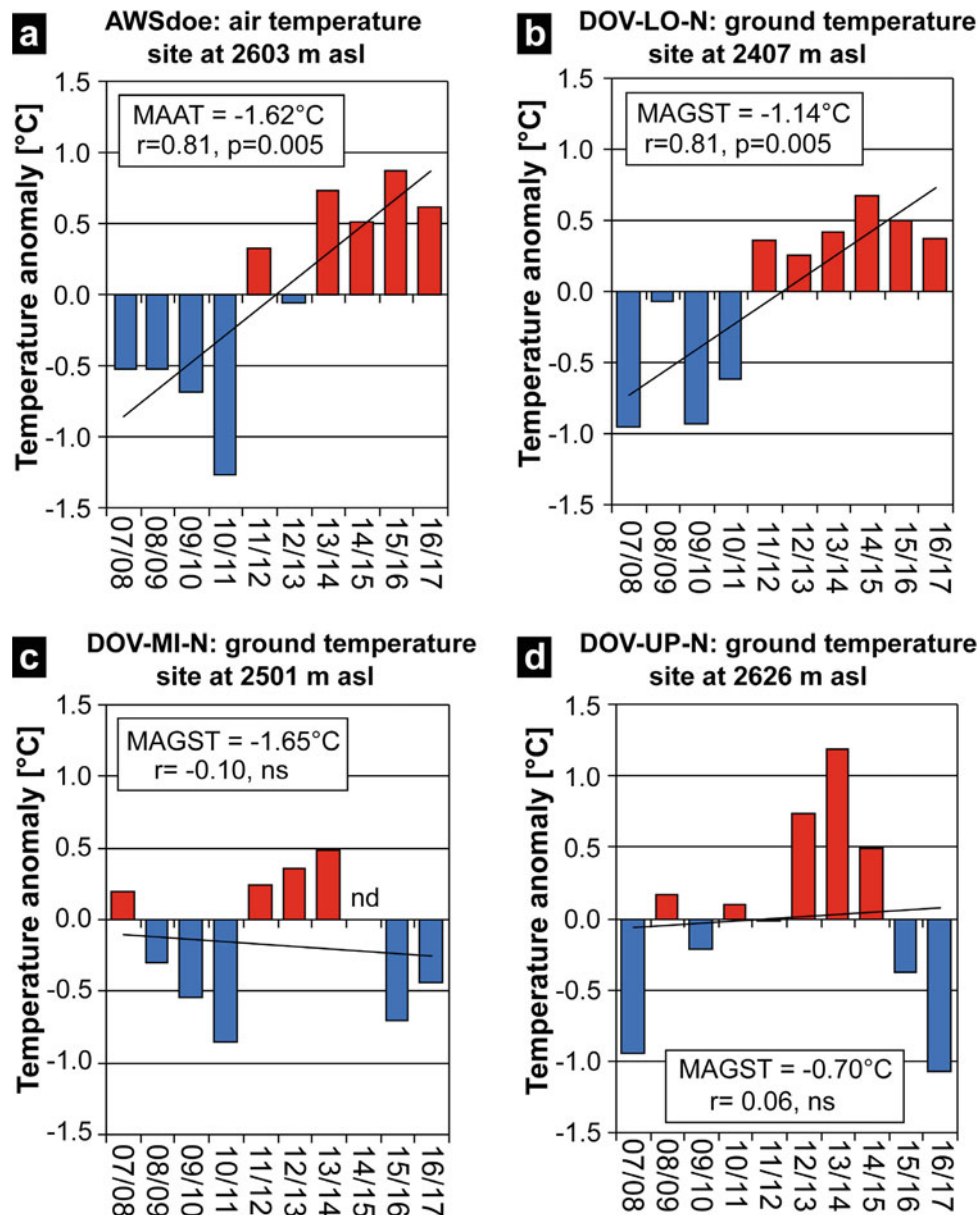 a
AWSdoe: air temperature
site at 2603 m asl
Temperature anomaly [°C]
1.5
1.0
0.5
0.0
-0.5
-1.0
-1.5
MAAT = -1.62°C
r=0.81, p=0.005
07/08
08/09
09/10
10/11
11/12
12/13
13/14
14/15
15/16
16/17
b
DOV-LO-N: ground temperature
site at 2407 m asl
Temperature anomaly [°C]
1.5
1.0
0.5
0.0
-0.5
-1.0
-1.5
MAGST = -1.14°C
r=0.81, p=0.005
07/08
08/09
09/10
10/11
11/12
12/13
13/14
14/15
15/16
16/17
c
DOV-MI-N: ground temperature
site at 2501 m asl
Temperature anomaly [°C]
1.5
1.0
0.5
0.0
-0.5
-1.0
-1.5
MAGST = -1.65°C
r= -0.10, ns
nd
07/08
08/09
09/10
10/11
11/12
12/13
13/14
14/15
15/16
16/17
d
DOV-UP-N: ground temperature
site at 2626 m asl
Temperature anomaly [°C]
1.5
1.0
0.5
0.0
-0.5
-1.0
-1.5
MAGST = -0.70°C
r= 0.06, ns
07/08
08/09
09/10
10/11
11/12
12/13
13/14
14/15
15/16
16/17